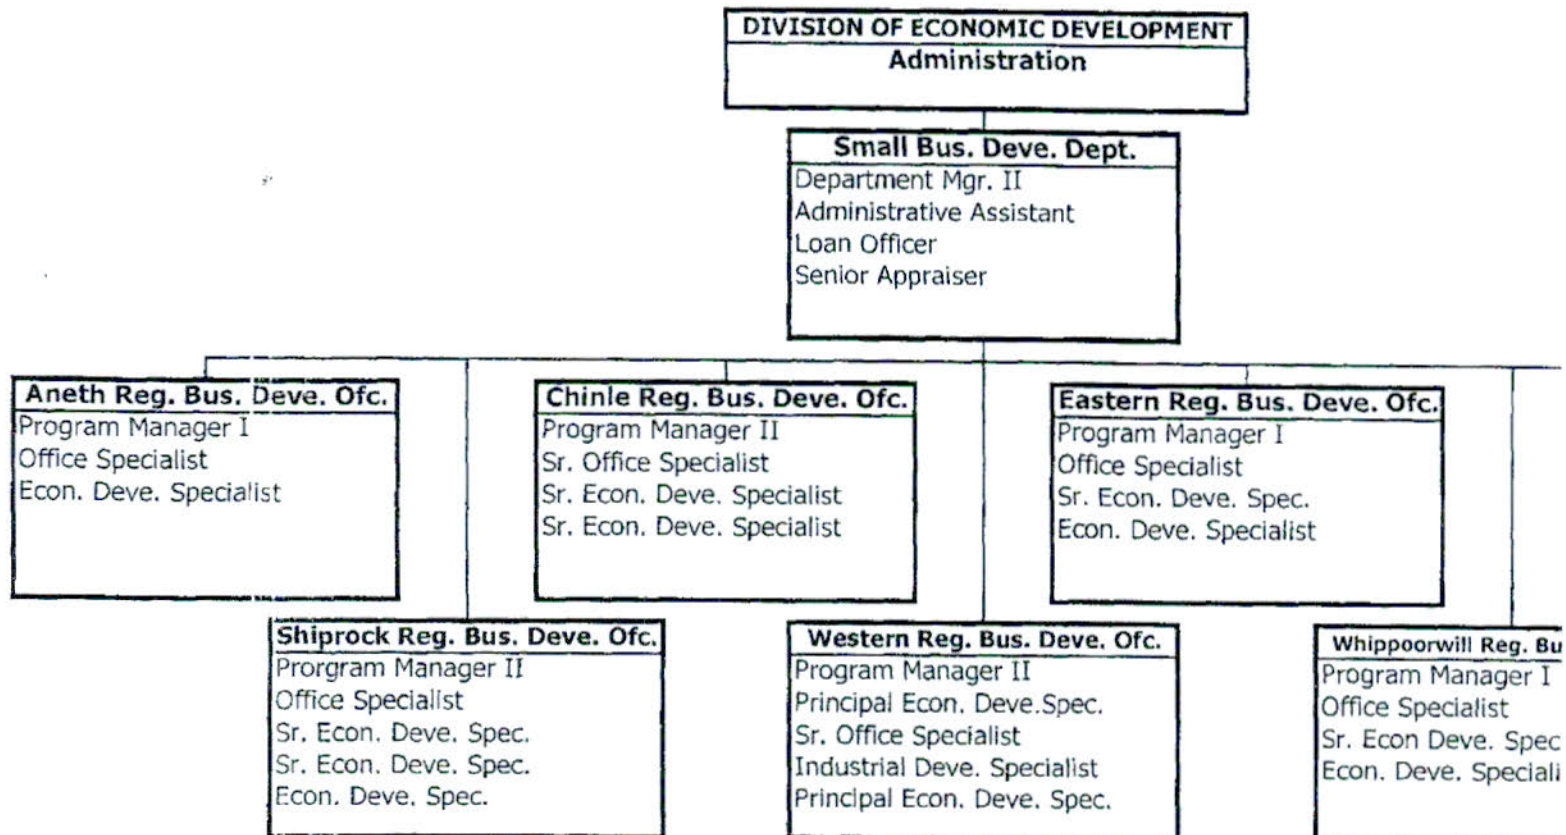 DIVISION OF ECONOMIC DEVELOPMENT
Administration
Small Bus. Deve. Dept.
Department Mgr. II
Administrative Assistant
Loan Officer
Senior Appraiser
Aneth Reg. Bus. Deve. Ofc.
Program Manager I
Office Specialist
Econ. Deve. Specialist
Chinle Reg. Bus. Deve. Ofc.
Program Manager II
Sr. Office Specialist
Sr. Econ. Deve. Specialist
Sr. Econ. Deve. Specialist
Eastern Reg. Bus. Deve. Ofc.
Program Manager I
Office Specialist
Sr. Econ. Deve. Spec.
Econ. Deve. Specialist
Shiprock Reg. Bus. Deve. Ofc.
Prorgram Manager II
Office Specialist
Sr. Econ. Deve. Spec.
Sr. Econ. Deve. Spec.
Econ. Deve. Spec.
Western Reg. Bus. Deve. Ofc.
Program Manager II
Principal Econ. Deve.Spec.
Sr. Office Specialist
Industrial Deve. Specialist
Principal Econ. Deve. Spec.
Whippoorwill Reg. Bu
Program Manager I
Office Specialist
Sr. Econ Deve. Spec
Econ. Deve. Speciali